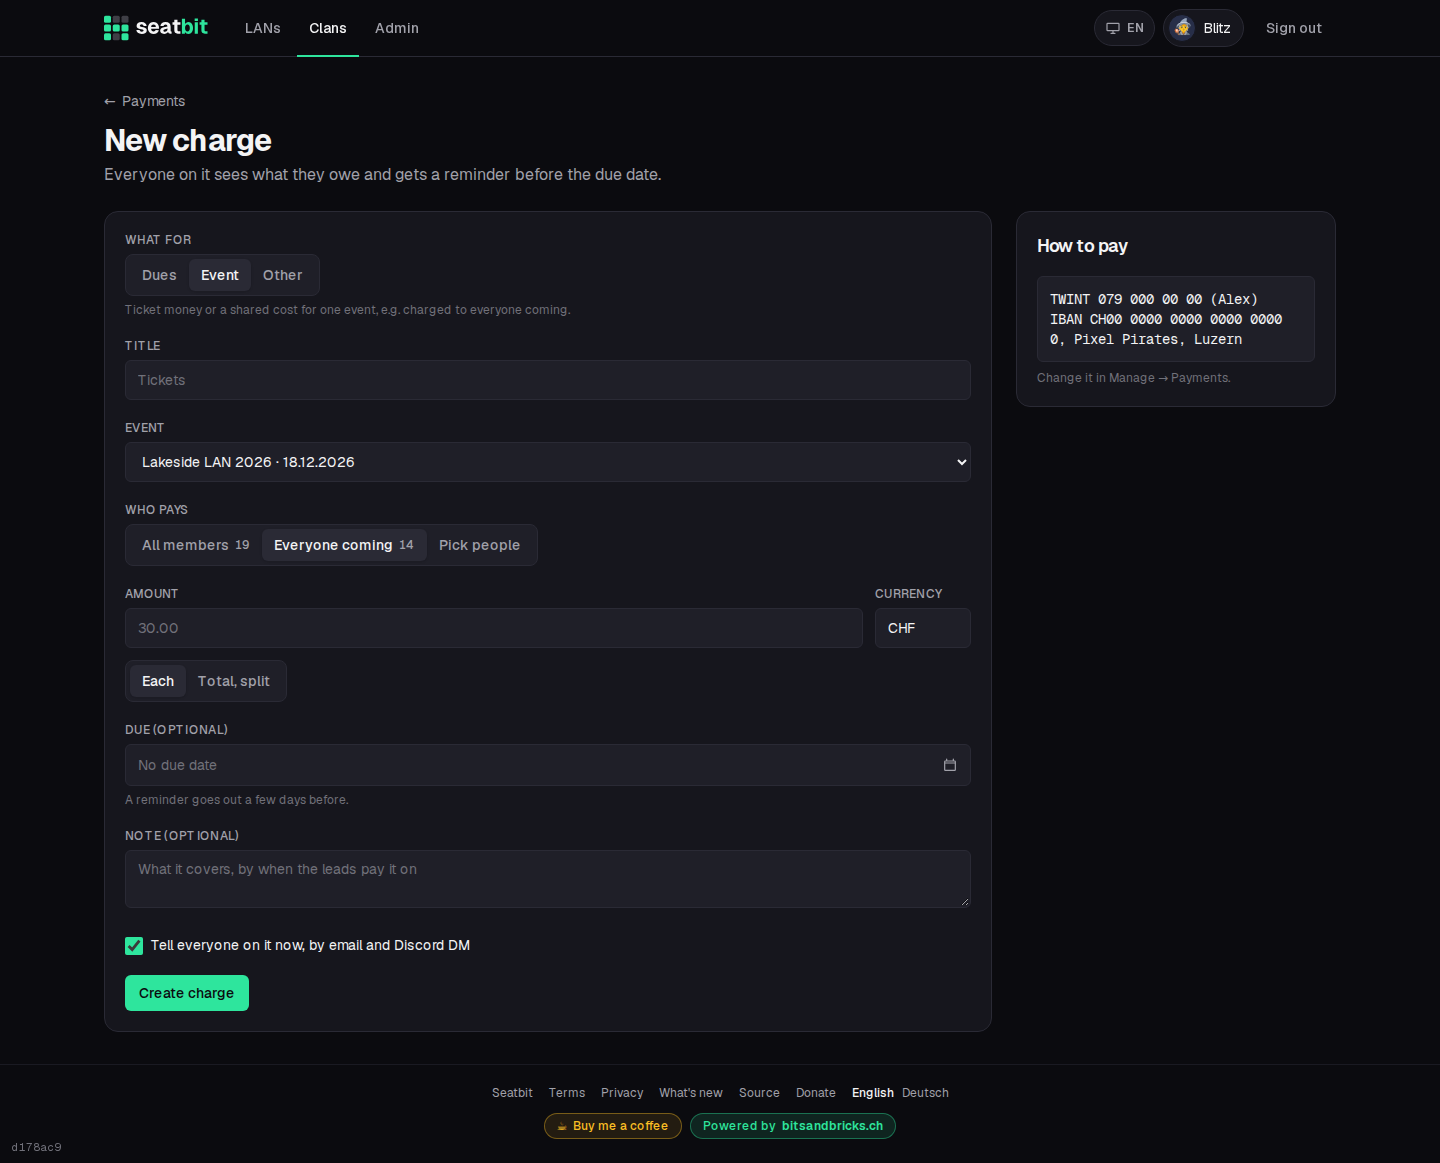 seatbit
LANs
Clans
Admin
EN
Blitz
Sign out
← Payments
New charge
Everyone on it sees what they owe and gets a reminder before the due date.
WHAT FOR
Dues
Event
Other
Ticket money or a shared cost for one event, e.g. charged to everyone coming.
TITLE
Tickets
EVENT
Lakeside LAN 2026 · 18.12.2026
WHO PAYS
All members 19
Everyone coming 14
Pick people
AMOUNT
CURRENCY
30.00
CHF
Each
Total, split
DUE (OPTIONAL)
No due date
A reminder goes out a few days before.
NOTE (OPTIONAL)
What it covers, by when the leads pay it on
Tell everyone on it now, by email and Discord DM
Create charge
How to pay
TWINT 079 000 00 00 (Alex)
IBAN CH00 0000 0000 0000 0000
0, Pixel Pirates, Luzern
Change it in Manage → Payments.
Seatbit
Terms
Privacy
What's new
Source
Donate
English
Deutsch
Buy me a coffee
Powered by bitsandbricks.ch
d178ac9